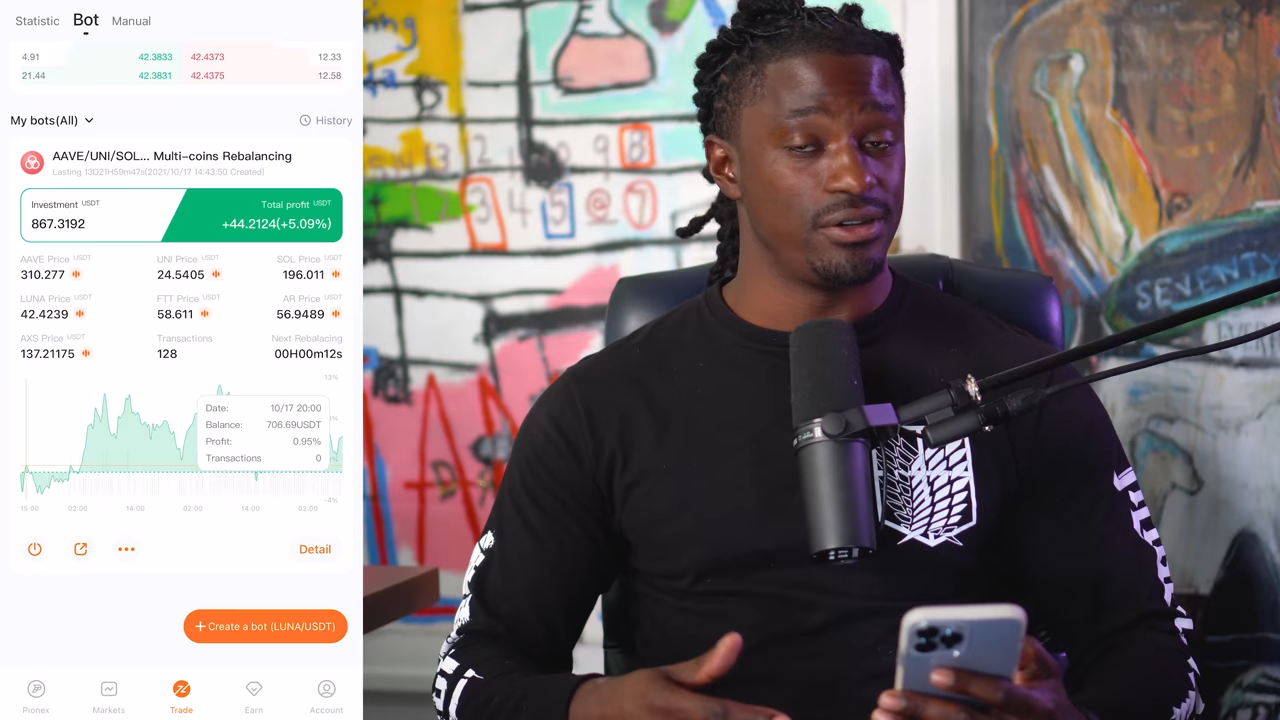 Statistic Bot Manual
4.91 42.3833 42.4373 12.33
21.44 42.3831 42.4375 12.58
My bots(All) History
AAVE/UNI/SOL... Multi-coins Rebalancing
Lasting 13D21H59m47s(2021/10/17 14:43:50 Created)
Investment USDT Total profit USDT
867.3192 +44.2124(+5.09%)
AAVE Price USDT UNI Price USDT SOL Price USDT
310.277 24.5405 196.011
LUNA Price USDT FTT Price USDT AR Price USDT
42.4239 58.611 56.9489
AXS Price USDT Transactions Next Rebalacing
137.21175 128 00H00m12s
13%
Date: 10/17 20:00
Balance: 706.69USDT
Profit: 0.95%
Transactions 0
-4%
15:00 02:00 14:00 02:00 14:00 02:00
Detail
+ Create a bot (LUNA/USDT)
Pionex Markets Trade Earn Account
8
3 4 5 @ 7
SEVENTY